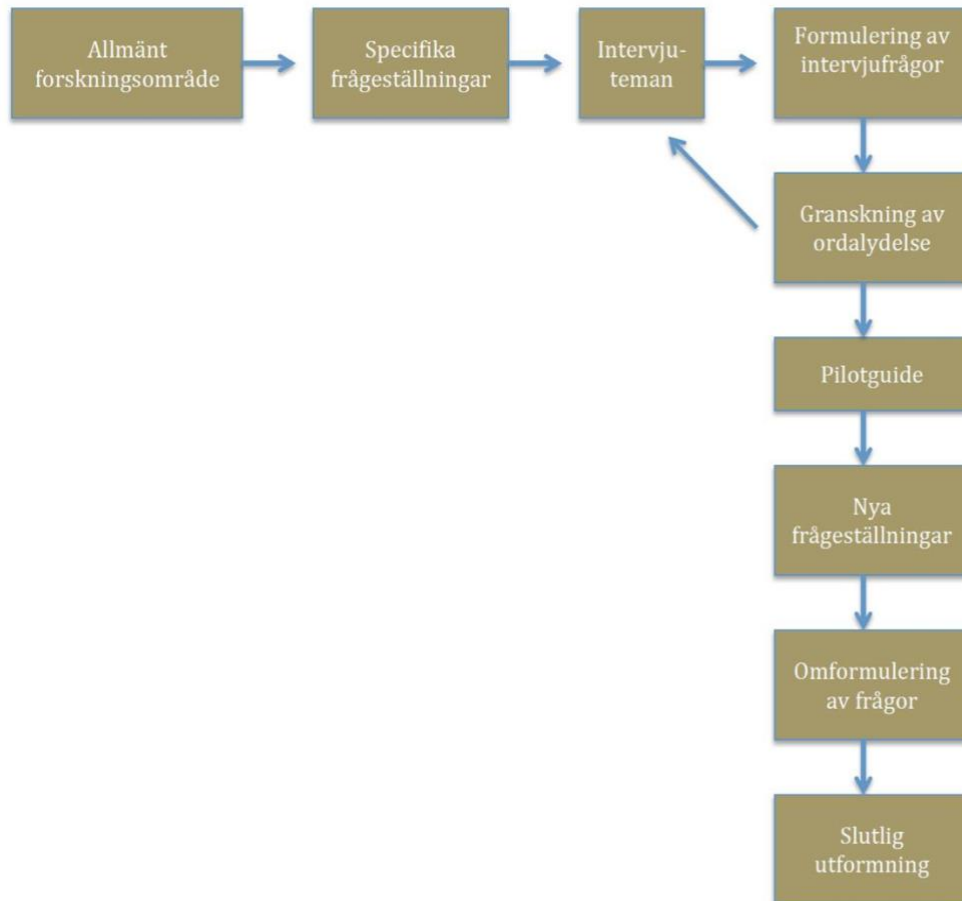 Allmänt
forskningsområde
Specifika
frågeställningar
Intervju-
teman
Formulering av
intervjufrågor
Granskning av
ordalydelse
Pilotguide
Nya
frågeställningar
Omformulering
av frågor
Slutlig
utformning